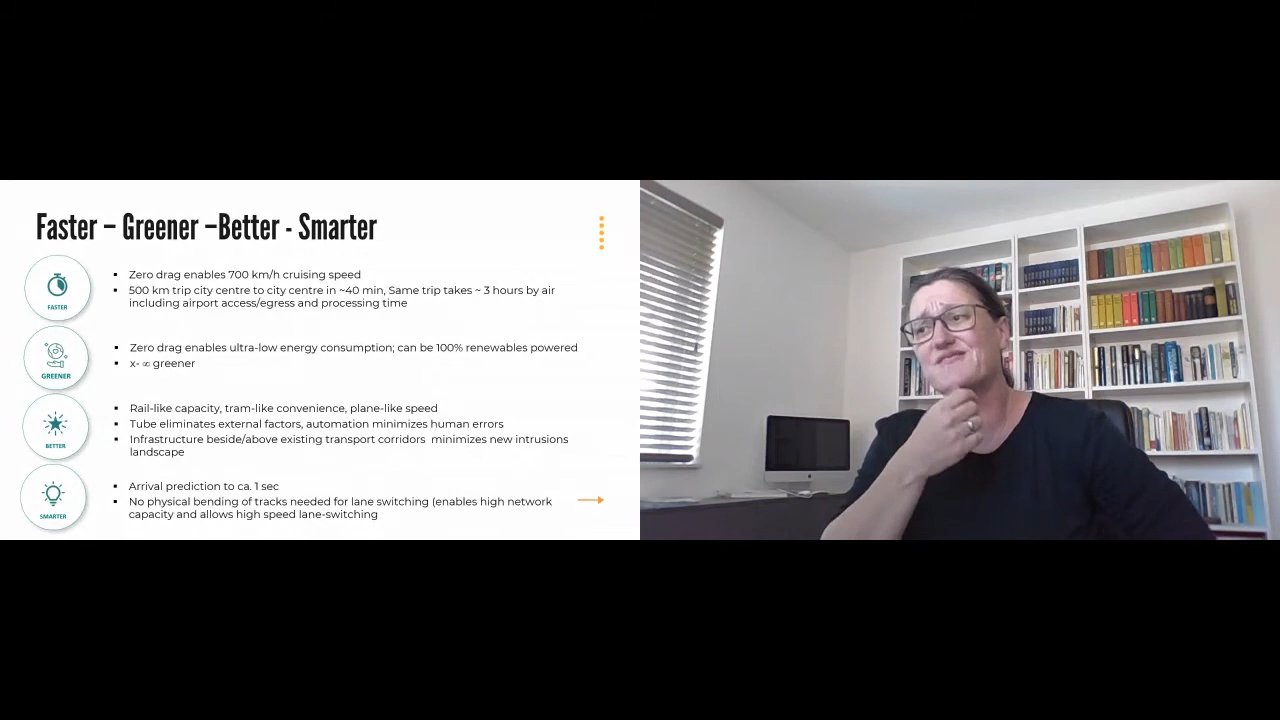 Faster – Greener –Better - Smarter
FASTER
Zero drag enables 700 km/h cruising speed
500 km trip city centre to city centre in ~40 min, Same trip takes ~ 3 hours by air
including airport access/egress and processing time
GREENER
Zero drag enables ultra-low energy consumption; can be 100% renewables powered
x- ∞ greener
BETTER
Rail-like capacity, tram-like convenience, plane-like speed
Tube eliminates external factors, automation minimizes human errors
Infrastructure beside/above existing transport corridors minimizes new intrusions
landscape
SMARTER
Arrival prediction to ca. 1 sec
No physical bending of tracks needed for lane switching (enables high network
capacity and allows high speed lane-switching